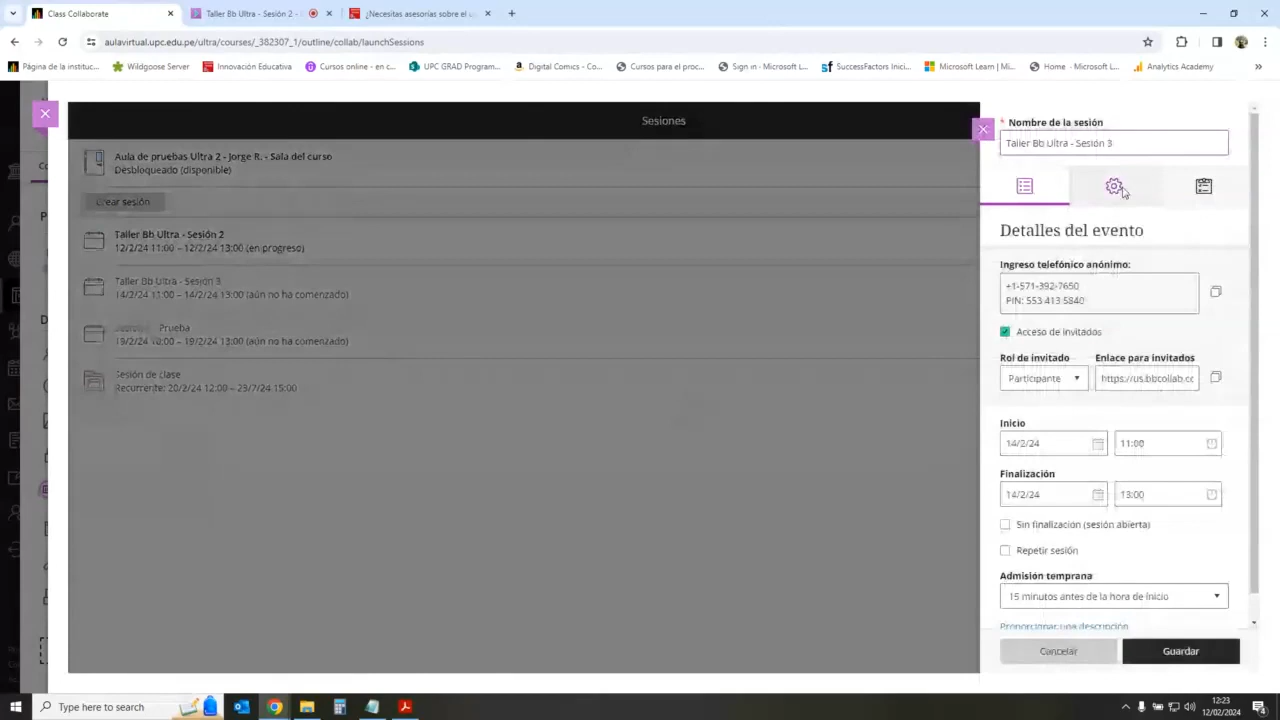 Class Collaborate
Taller Bb Ultra - Sesión 2 -
¿Necesitas asesorías sobre el u
aulavirtual.upc.edu.pe/ultra/courses/_382307_1/outline/collab/launchSessions
Página de la instituc...
Wildgoose Server
Innovación Educativa
Cursos online - en c...
UPC GRAD Program...
Digital Comics - Co...
Cursos para el proc...
Sign in - Microsoft L...
SuccessFactors Inici...
Microsoft Learn | Mi...
Home - Microsoft L...
Analytics Academy
Sesiones
Aula de pruebas Ultra 2 - Jorge R. - Sala del curso
Desbloqueado (disponible)
Crear sesión
Taller Bb Ultra - Sesión 2
12/2/24 11:00 – 12/2/24 13:00 (en progreso)
Taller Bb Ultra - Sesión 3
14/2/24 11:00 – 14/2/24 13:00 (aún no ha comenzado)
Prueba
19/2/24 10:00 – 19/2/24 13:00 (aún no ha comenzado)
Sesión de clase
Recurrente: 20/2/24 12:00 – 23/7/24 15:00
* Nombre de la sesión
Taller Bb Ultra - Sesión 3
Detalles del evento
Ingreso telefónico anónimo:
+1-571-392-7650
PIN: 553 413 5840
Acceso de invitados
Rol de invitado
Enlace para invitados
Participante
https://us.bbcollab.cc
Inicio
14/2/24
11:00
Finalización
14/2/24
13:00
Sin finalización (sesión abierta)
Repetir sesión
Admisión temprana
15 minutos antes de la hora de inicio
Proporcionar una descripción
Cancelar
Guardar
Type here to search
12:23
12/02/2024
4